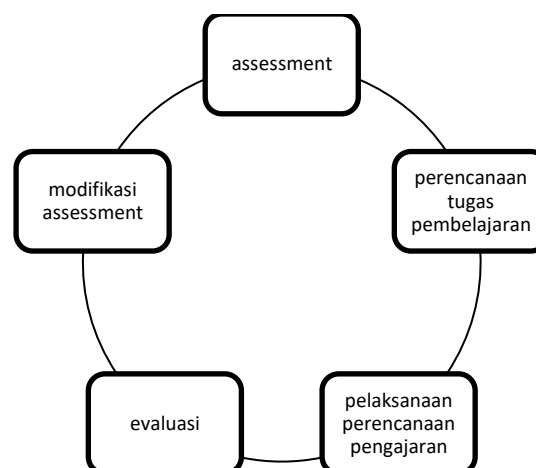 assessment
perencanaan
tugas
pembelajaran
pelaksanaan
perencanaan
pengajaran
evaluasi
modifikasi
assessment